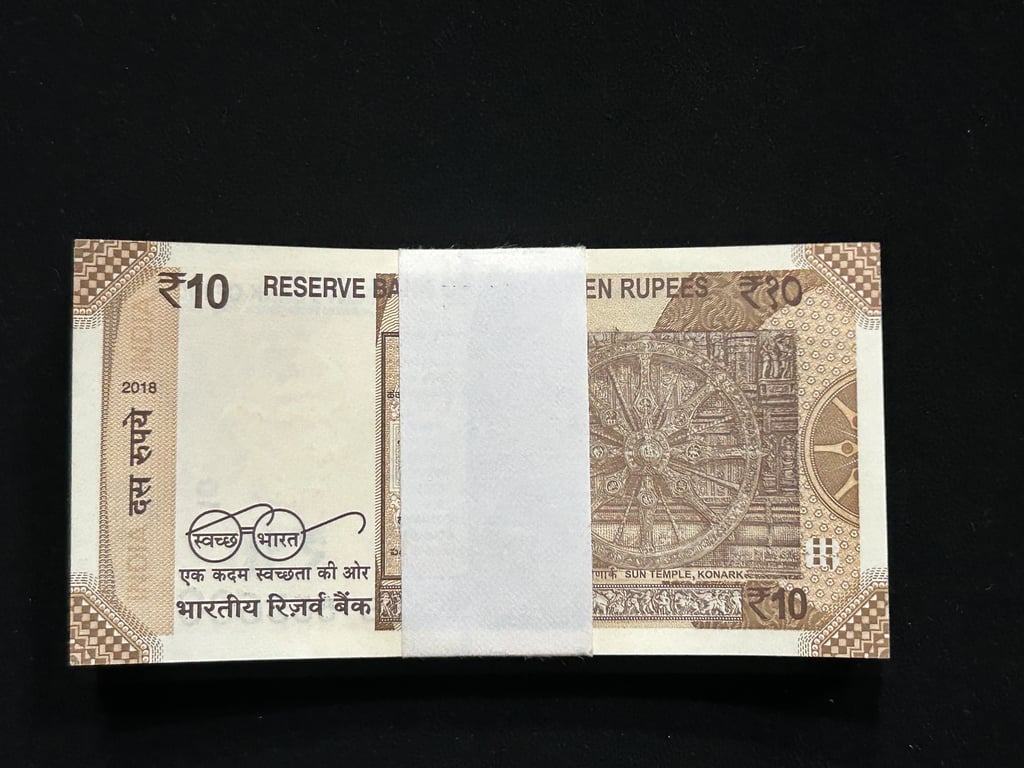 ₹10
RESERVE BA
EN RUPEES
₹१०
2018
दस रुपये
स्वच्छ भारत
एक कदम स्वच्छता की ओर
भारतीय रिज़र्व बैंक
SUN TEMPLE, KONARK
₹10